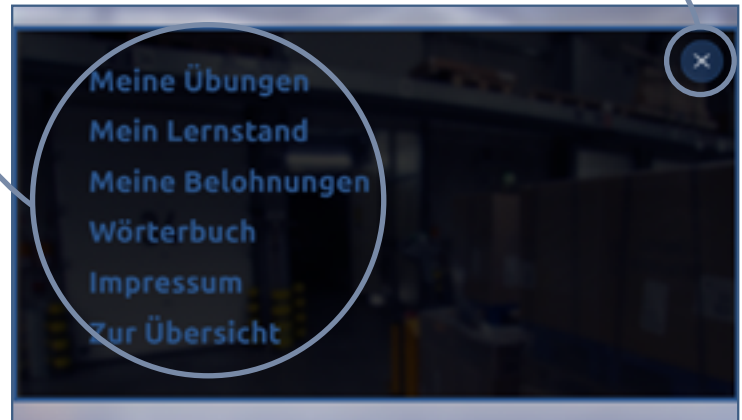 Meine Übungen
Mein Lernstand
Meine Belohnungen
Wörterbuch
Impressum
Zur Übersicht